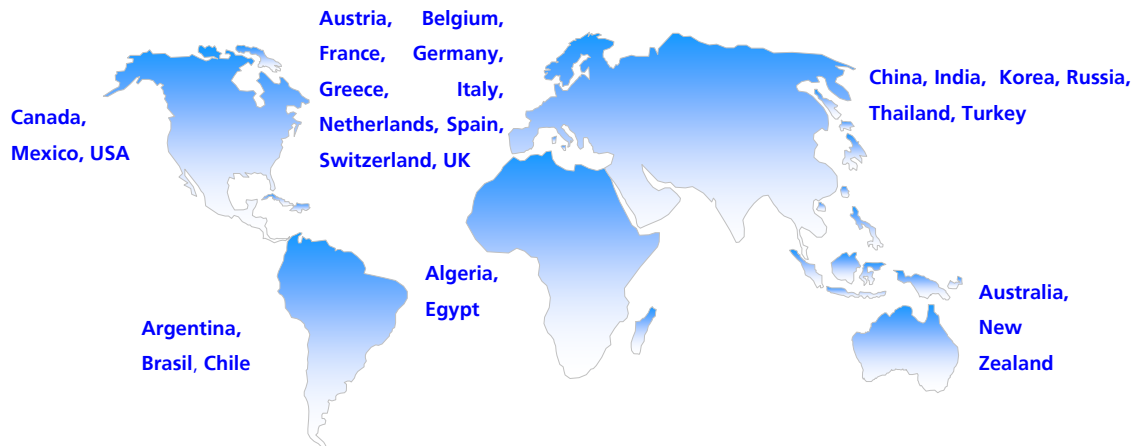 Canada,
Mexico, USA
Austria, Belgium,
France, Germany,
Greece, Italy,
Netherlands, Spain,
Switzerland, UK
China, India, Korea, Russia,
Thailand, Turkey
Argentina,
Brasil, Chile
Algeria,
Egypt
Australia,
New
Zealand